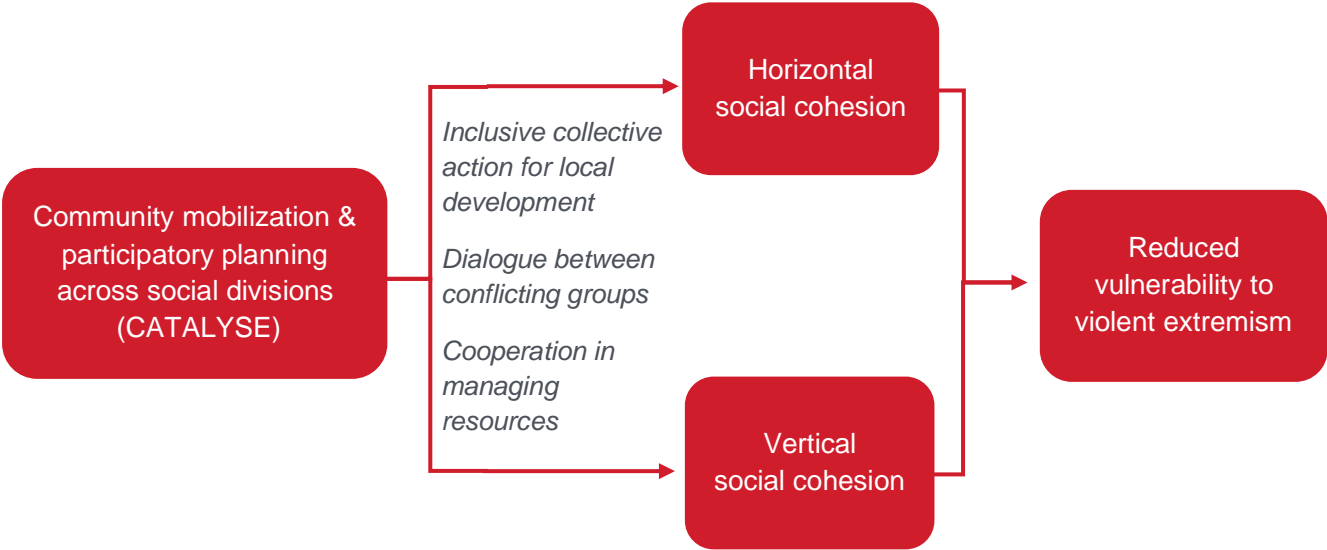 Community mobilization &
participatory planning
across social divisions
(CATALYSE)
Inclusive collective
action for local
development
Dialogue between
conflicting groups
Cooperation in
managing
resources
Horizontal
social cohesion
Vertical
social cohesion
Reduced
vulnerability to
violent extremism